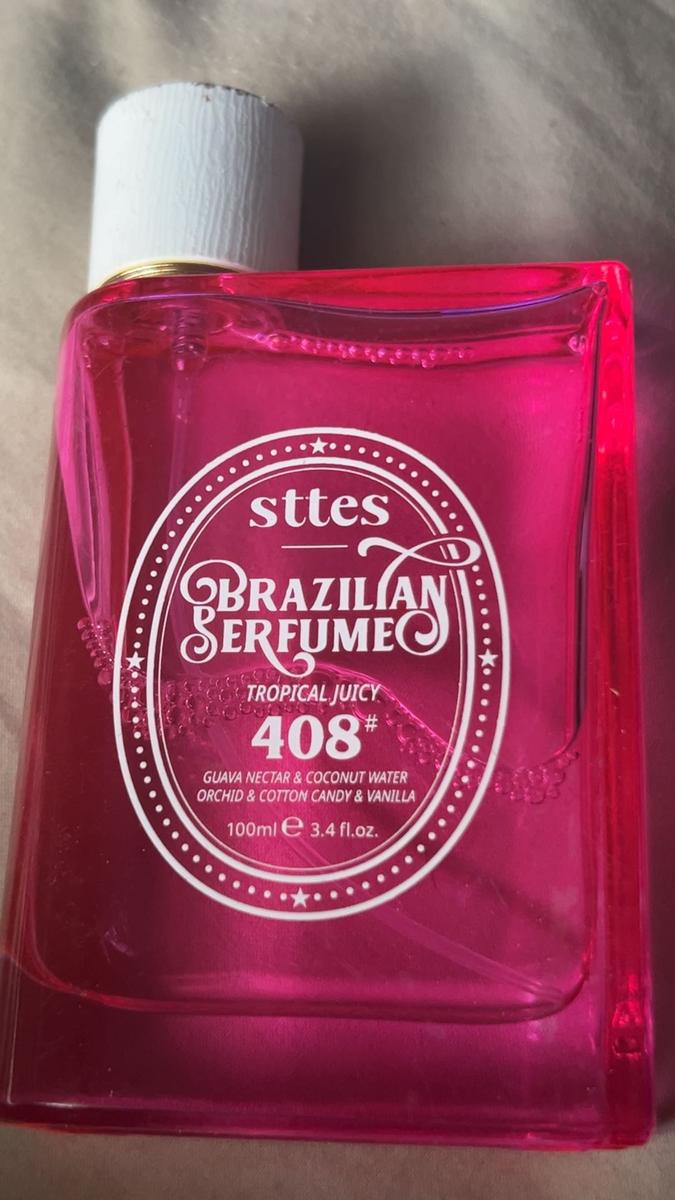 sttes
BRAZILIAN
PERFUME
TROPICAL JUICY
408#
GUAVA NECTAR & COCONUT WATER
ORCHID & COTTON CANDY & VANILLA
100ml ℮ 3.4 fl.oz.